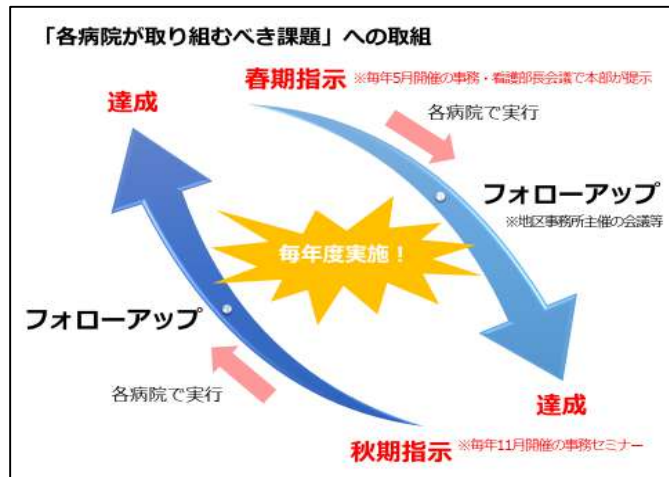 「各病院が取り組むべき課題」への取組
春期指示 ※毎年5月開催の事務・看護部長会議で本部が提示
達成
各病院で実行
フォローアップ
※地区事務所主催の会議等
毎年度実施！
フォローアップ
各病院で実行
達成
秋期指示 ※毎年11月開催の事務セミナー